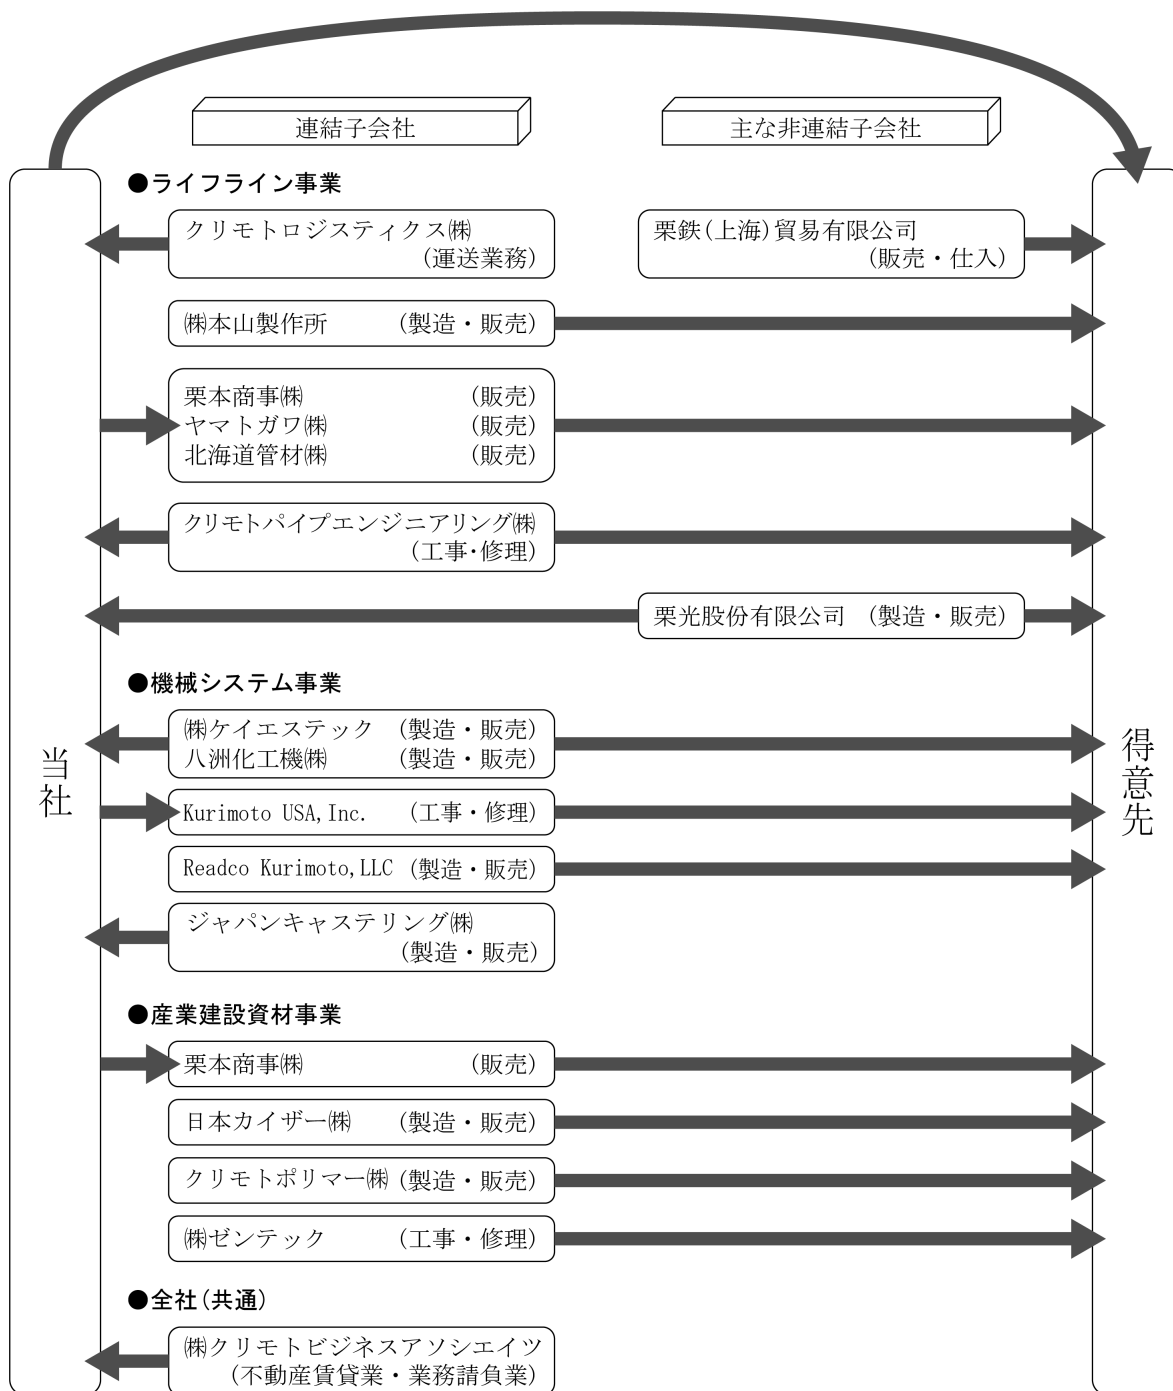 連結子会社
主な非連結子会社
●ライフライン事業
クリモトロジスティクス㈱
(運送業務)
栗鉄(上海)貿易有限公司
(販売・仕入)
㈱本山製作所 (製造・販売)
栗本商事㈱ (販売)
ヤマトガワ㈱ (販売)
北海道管材㈱ (販売)
クリモトパイプエンジニアリング㈱
(工事・修理)
栗光股份有限公司 (製造・販売)
●機械システム事業
㈱ケイエステック (製造・販売)
八洲化工機㈱ (製造・販売)
Kurimoto USA,Inc. (工事・修理)
Readco Kurimoto,LLC (製造・販売)
ジャパンキャステリング㈱
(製造・販売)
●産業建設資材事業
栗本商事㈱ (販売)
日本カイザー㈱ (製造・販売)
クリモトポリマー㈱ (製造・販売)
㈱ゼンテック (工事・修理)
●全社(共通)
㈱クリモトビジネスアソシエイツ
(不動産賃貸業・業務請負業)
当社
得意先